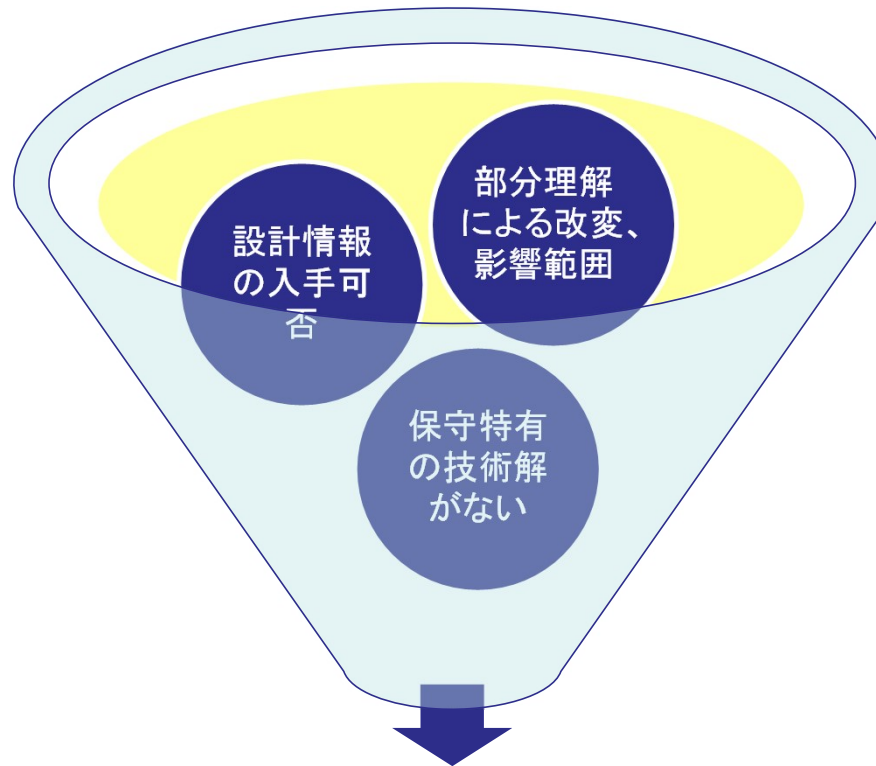 設計情報
の入手可
否
部分理解
による改変、
影響範囲
保守特有
の技術解
がない